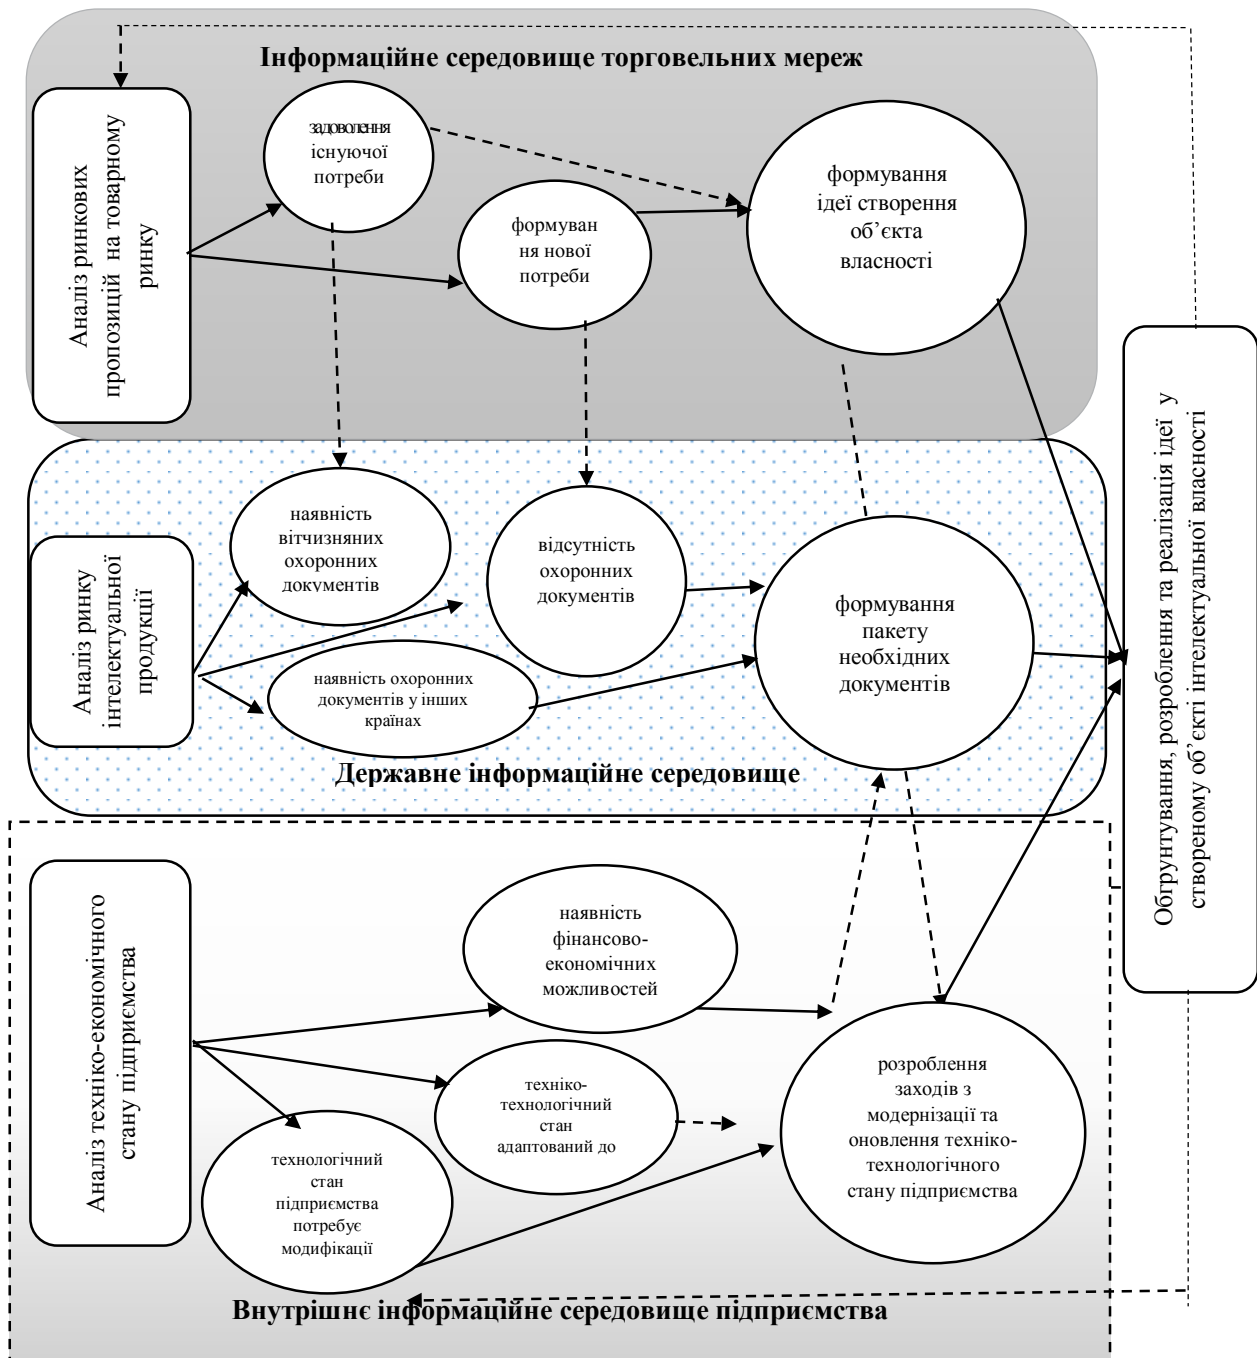 Інформаційне середовище торговельних мереж
Аналіз ринкових
пропозицій на товарному
ринку
задоволення
існуючої
потреби
формуван
ня нової
потреби
формування
ідеї створення
об’єкта
власності
Аналіз ринку
інтелектуальної
продукції
наявність
вітчизняних
охоронних
документів
відсутність
охоронних
документів
наявність охоронних
документів у інших
країнах
формування
пакету
необхідних
документів
Державне інформаційне середовище
Обгрунтування, розроблення та реалізація ідеї у
створеному об’єкті інтелектуальної власності
Аналіз техніко-економічного
стану підприємства
наявність
фінансово-
економічних
можливостей
техніко-
технологічний
стан
адаптований до
технологічний
стан
підприємства
потребує
модифікації
розроблення
заходів з
модернізації та
оновлення техніко-
технологічного
стану підприємства
Внутрішнє інформаційне середовище підприємства